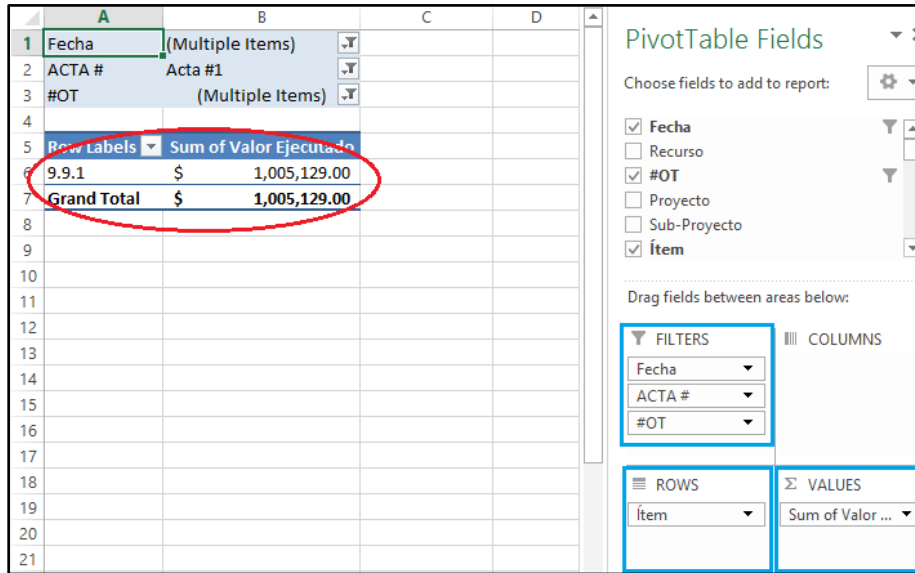 A B C D
1 Fecha (Multiple Items)
2 ACTA # Acta #1
3 #OT (Multiple Items)
4
5 Row Labels Sum of Valor Ejecutado
6 9.9.1 $ 1,005,129.00
7 Grand Total $ 1,005,129.00
8
9
10
11
12
13
14
15
16
17
18
19
20
21
PivotTable Fields
Choose fields to add to report:
Fecha
Recurso
#OT
Proyecto
Sub-Proyecto
Ítem
Drag fields between areas below:
FILTERS COLUMNS
Fecha
ACTA #
#OT
ROWS Σ VALUES
Ítem Sum of Valor ...